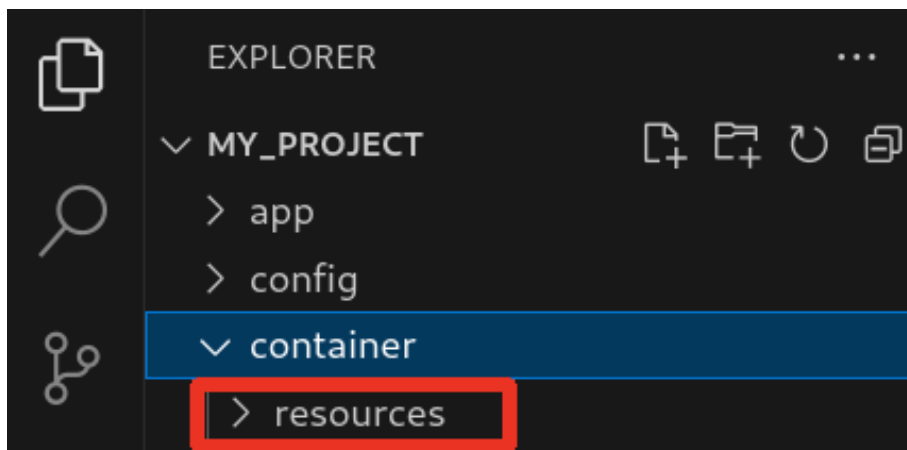 EXPLORER
MY_PROJECT
app
config
container
resources